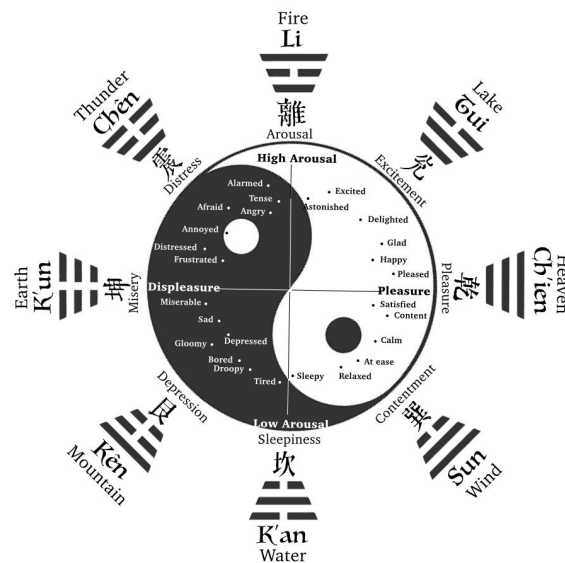 Fire
Li
離
Arousal
High Arousal
Thunder
Chên
震
Distress
Lake
Tui
兌
Excitement
Alarmed
Tense
Afraid
Angry
Annoyed
Distressed
Frustrated
Excited
Astonished
Delighted
Glad
Happy
Pleased
Earth
K'un
坤
Misery
Displeasure
Pleasure
Pleasure
乾
Ch'ien
Heaven
Miserable
Sad
Depressed
Gloomy
Bored
Droopy
Tired
Satisfied
Content
Calm
At ease
Relaxed
Sleepy
Depression
艮
Kên
Mountain
Contentment
巽
Sun
Wind
Low Arousal
Sleepiness
坎
K'an
Water